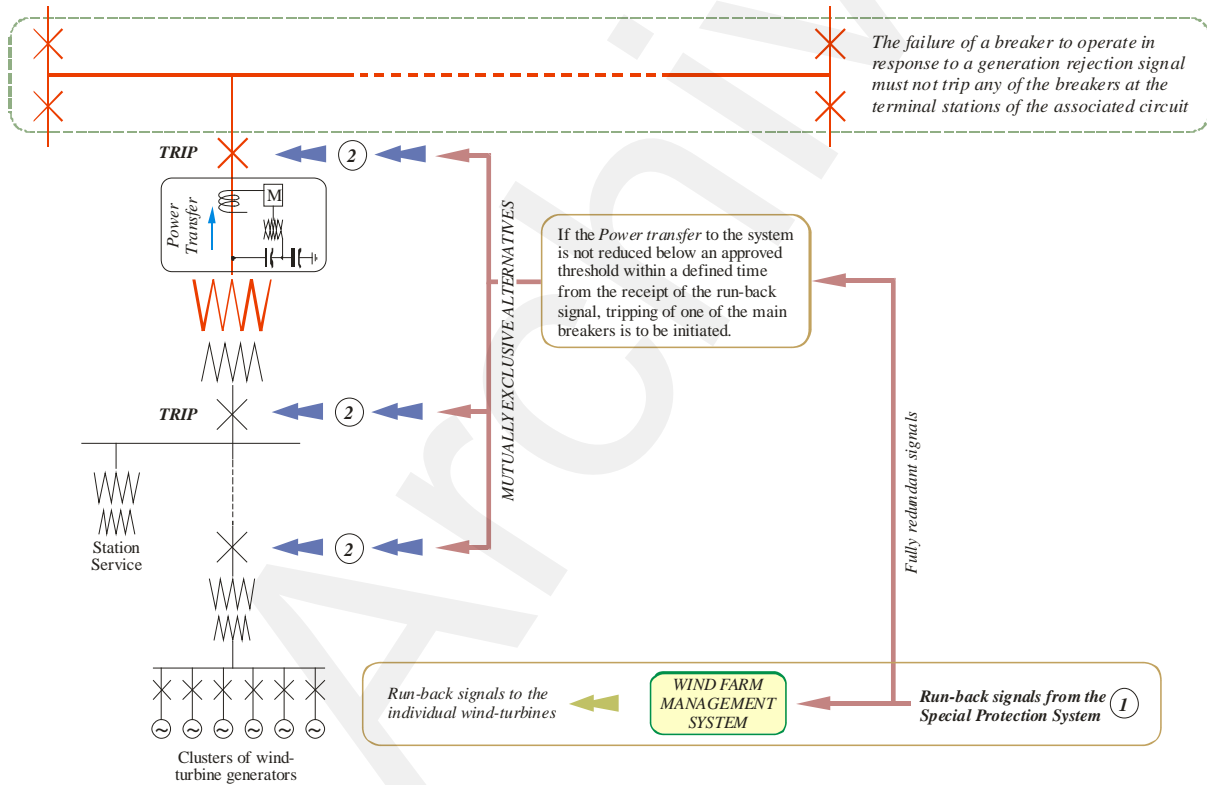 The failure of a breaker to operate in
response to a generation rejection signal
must not trip any of the breakers at the
terminal stations of the associated circuit
TRIP
2
Power
Transfer
M
MUTUALLY EXCLUSIVE ALTERNATIVES
If the Power transfer to the system
is not reduced below an approved
threshold within a defined time
from the receipt of the run-back
signal, tripping of one of the main
breakers is to be initiated.
TRIP
2
Fully redundant signals
Station
Service
2
Run-back signals to the
individual wind-turbines
WIND FARM
MANAGEMENT
SYSTEM
Run-back signals from the
Special Protection System
1
Clusters of wind-
turbine generators
Archiv